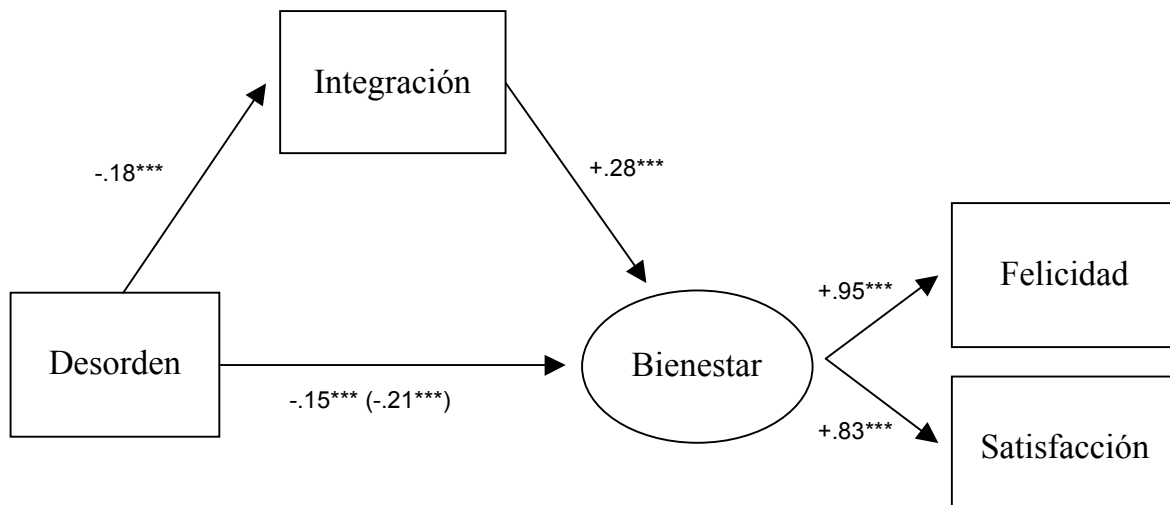 Integración
-.18***
+.28***
Felicidad
+.95***
Desorden
Bienestar
-.15*** (-.21***)
+.83***
Satisfacción